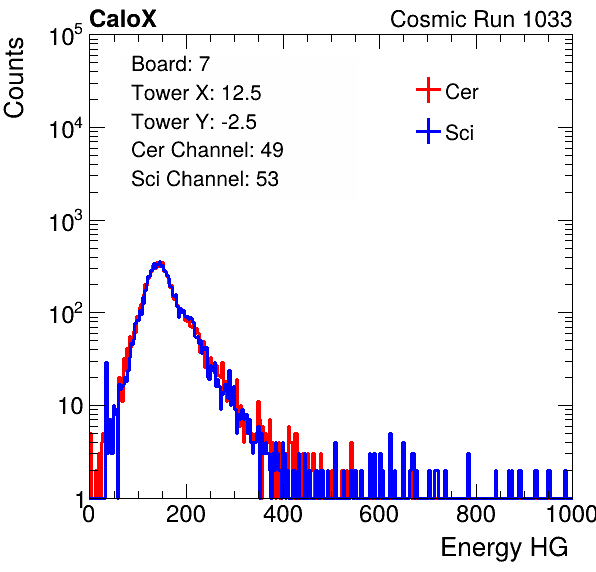 CaloX Cosmic Run 1033
Counts
10^5
10^4
10^3
10^2
10
1
Board: 7
Tower X: 12.5
Tower Y: -2.5
Cer Channel: 49
Sci Channel: 53
Cer
Sci
0 200 400 600 800 1000
Energy HG